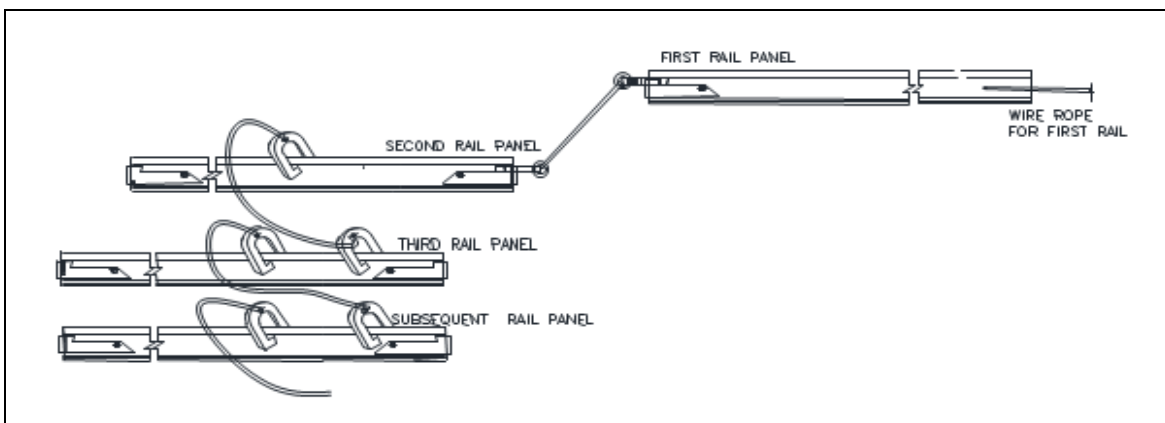 FIRST RAIL PANEL
WIRE ROPE
FOR FIRST RAIL
SECOND RAIL PANEL
THIRD RAIL PANEL
SUBSEQUENT RAIL PANEL